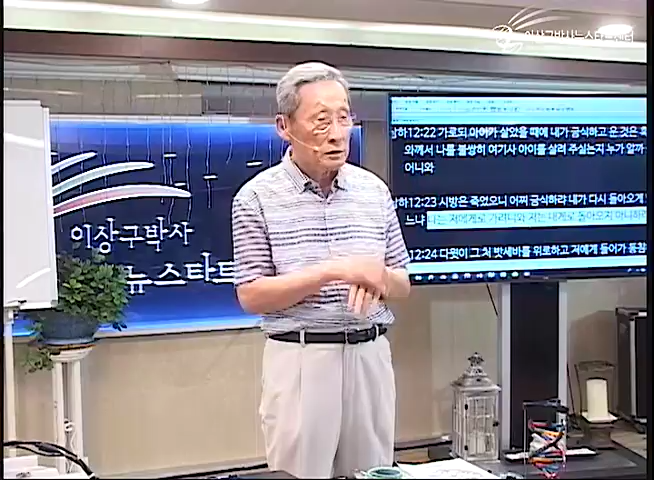 이상구박사뉴스타트센터
이상구박사
뉴스타트
하12:22 가로되 아이가 살았을 때에 내가 금식하고 운 것은 혹
와께서 나를 불쌍히 여기사 아이를 살려 주실는지 누가 알까
어니와
하12:23 시방은 죽었으니 어찌 금식하랴 내가 다시 돌아오게
느냐 나는 저에게로 가려니와 저는 내게로 돌아오지 아니하리
12:24 다윗이 그 처 밧세바를 위로하고 저에게 들어가 동침